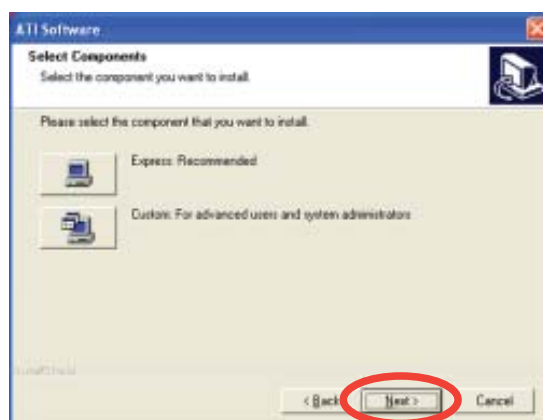 ATI Software
Select Components
Select the component you want to install.
Please select the component that you want to install.
Express: Recommended
Custom: For advanced users and system administrators
InstallShield
< Back
Next >
Cancel